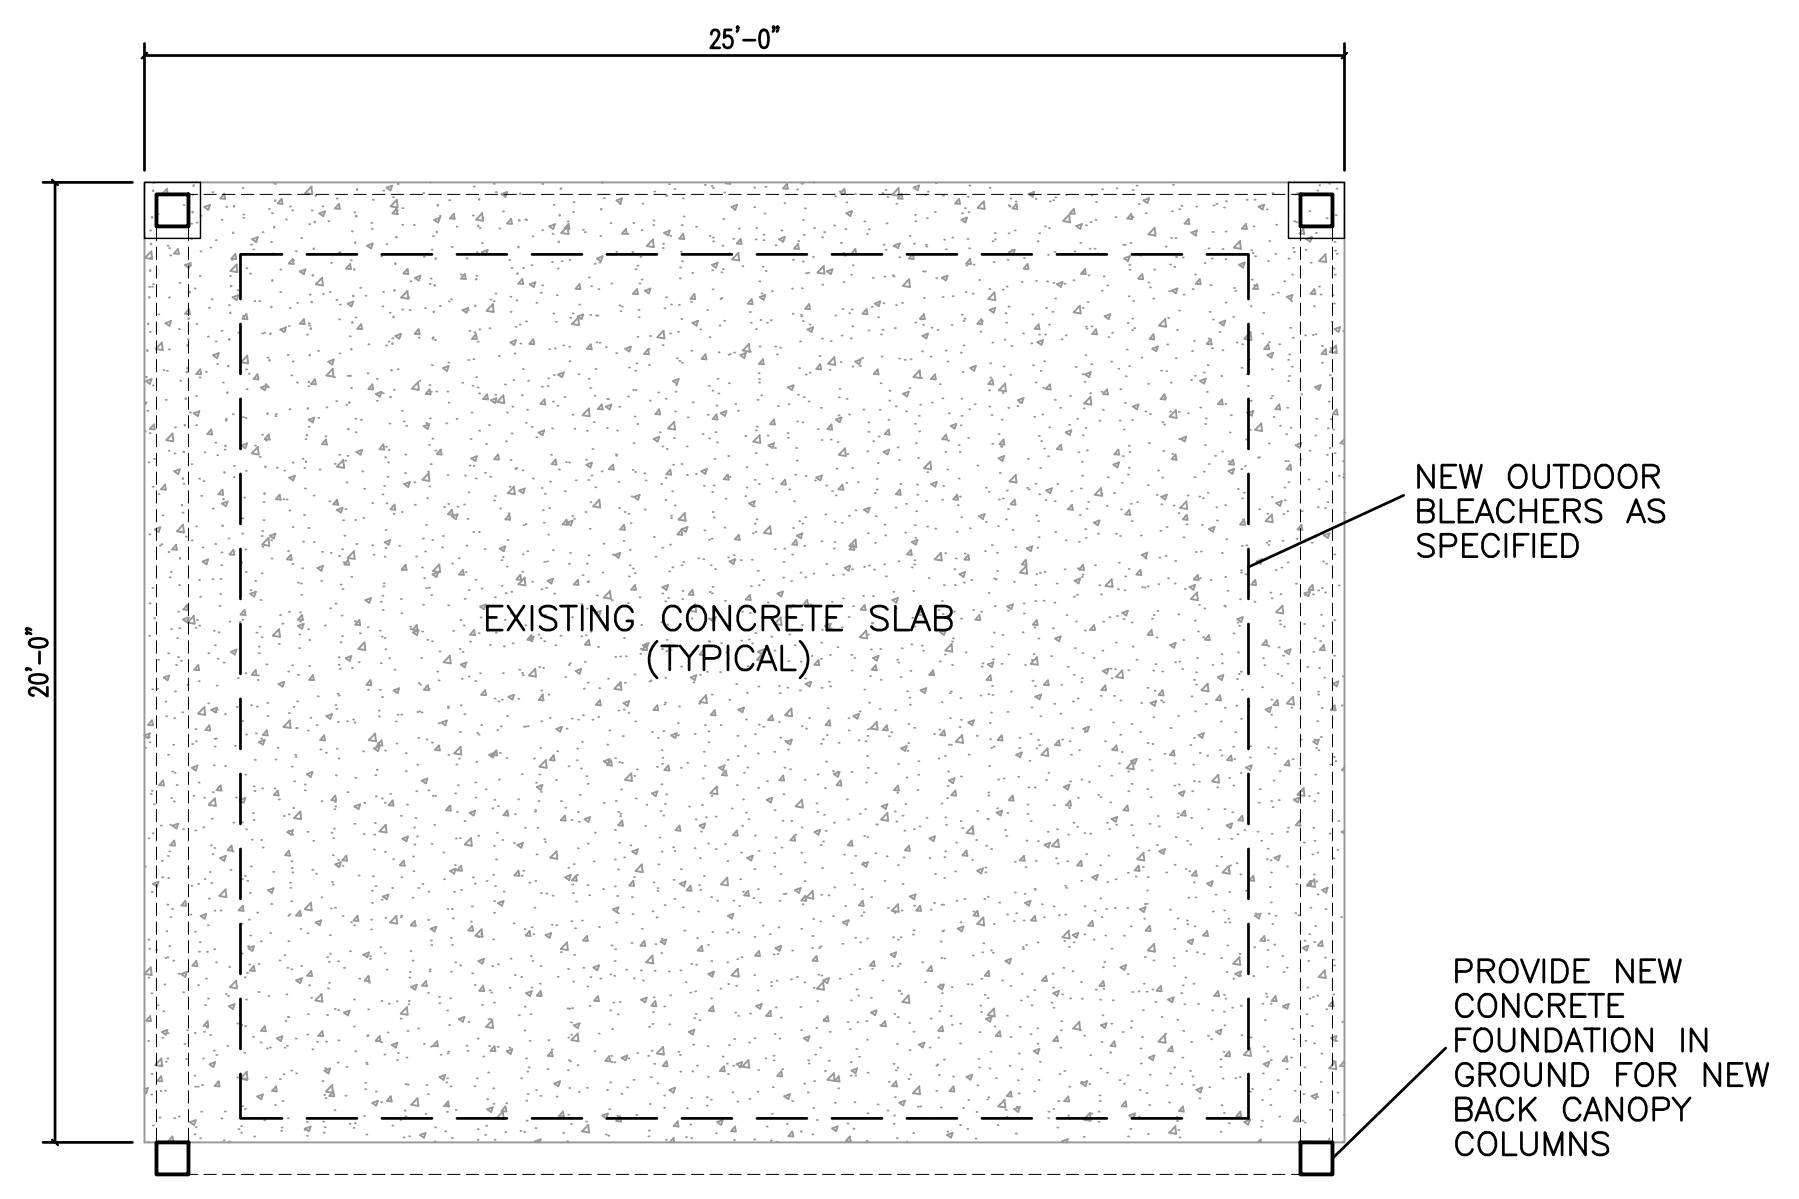 25'-0"
20'-0"
NEW OUTDOOR
BLEACHERS AS
SPECIFIED
EXISTING CONCRETE SLAB
(TYPICAL)
PROVIDE NEW
CONCRETE
FOUNDATION IN
GROUND FOR NEW
BACK CANOPY
COLUMNS